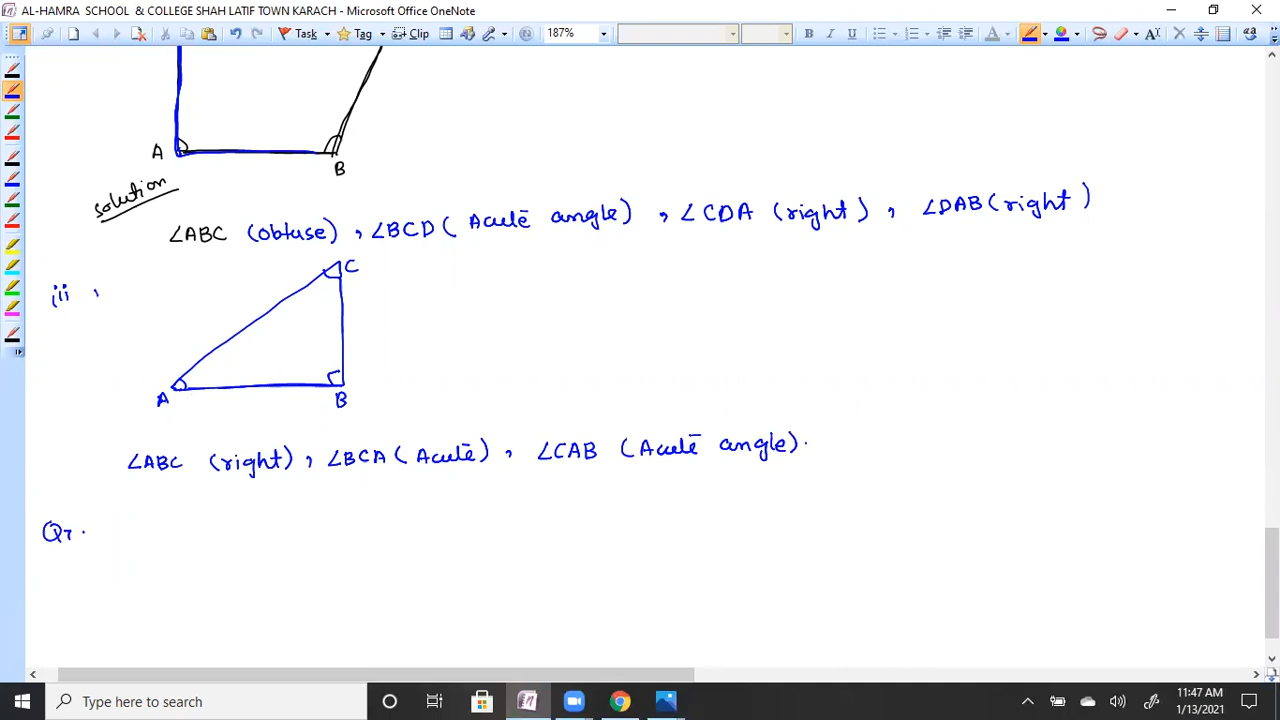 AL-HAMRA SCHOOL & COLLEGE SHAH LATIF TOWN KARACH - Microsoft Office OneNote
Task Tag Clip 187% B I U
A
B
solution
∠ABC (obtuse) , ∠BCD ( Acute angle) , ∠CDA (right) , ∠DAB (right)
C
iii ,
A
B
∠ABC (right) , ∠BCA (Acute) , ∠CAB (Acute angle).
Q7.
Type here to search
11:47 AM
1/13/2021